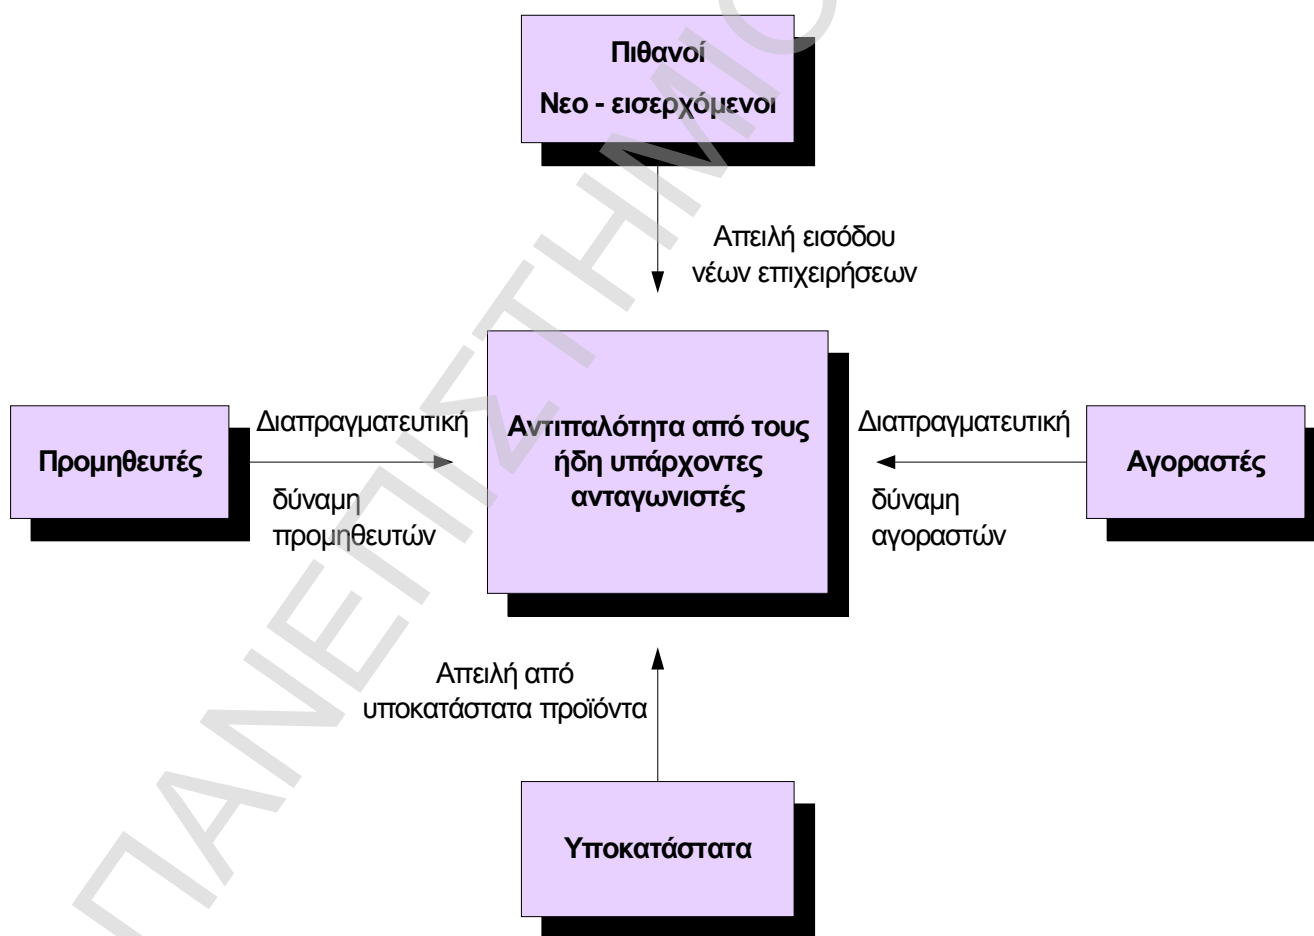 Πιθανοί
Νεο - εισερχόμενοι
Απειλή εισόδου
νέων επιχειρήσεων
Προμηθευτές
Διαπραγματευτική
δύναμη
προμηθευτών
Αντιπαλότητα από τους
ήδη υπάρχοντες
ανταγωνιστές
Διαπραγματευτική
δύναμη
αγοραστών
Αγοραστές
Απειλή από
υποκατάστατα προϊόντα
Υποκατάστατα
ΠΑΝΕΠΙΣΤΗΜΙΟ